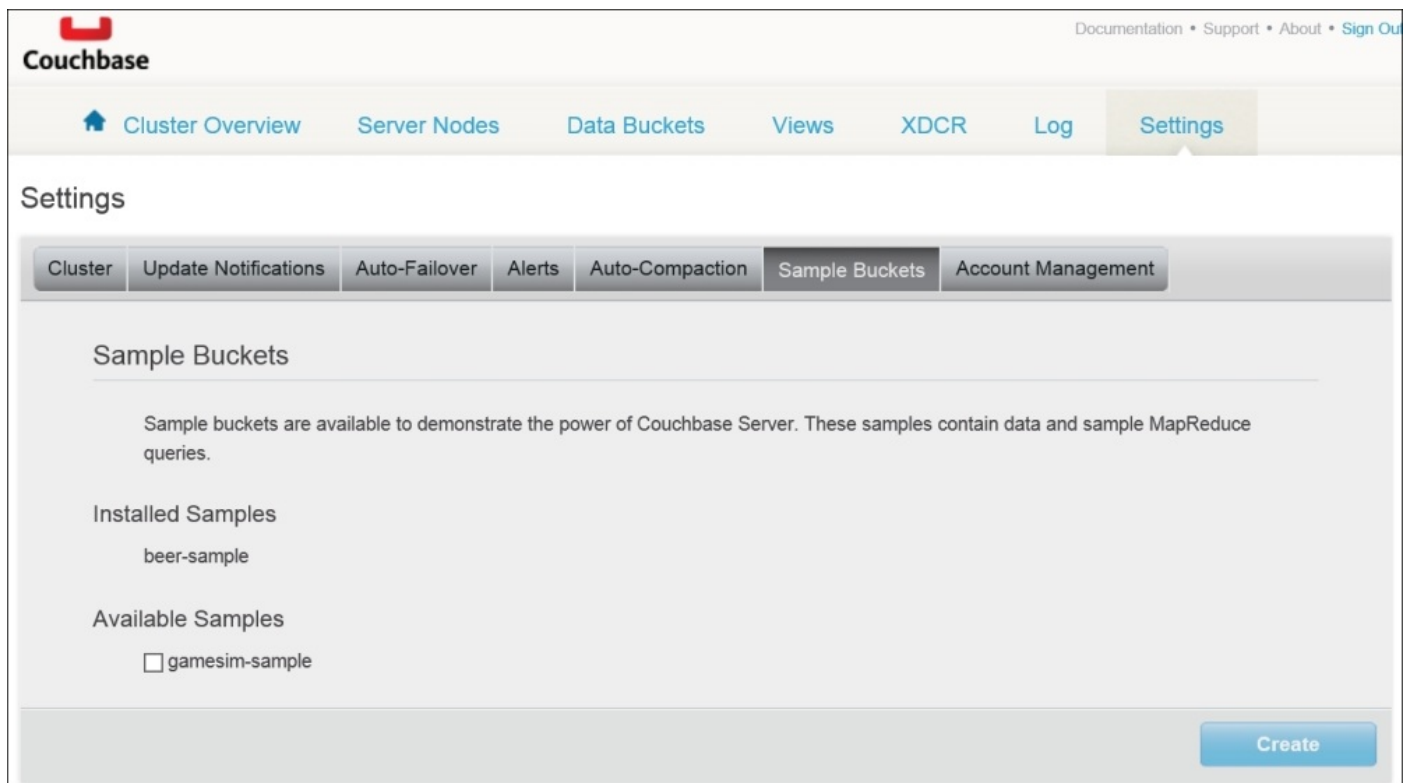 Documentation • Support • About • Sign Out
Couchbase
Cluster Overview Server Nodes Data Buckets Views XDCR Log Settings
Settings
Cluster Update Notifications Auto-Failover Alerts Auto-Compaction Sample Buckets Account Management
Sample Buckets
Sample buckets are available to demonstrate the power of Couchbase Server. These samples contain data and sample MapReduce
queries.
Installed Samples
beer-sample
Available Samples
gamesim-sample
Create